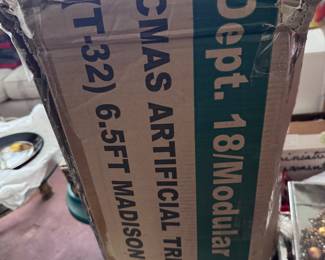 Dept. 18/Modular
CMAS ARTIFICIAL TR
(T-32) 6.5FT MADISON